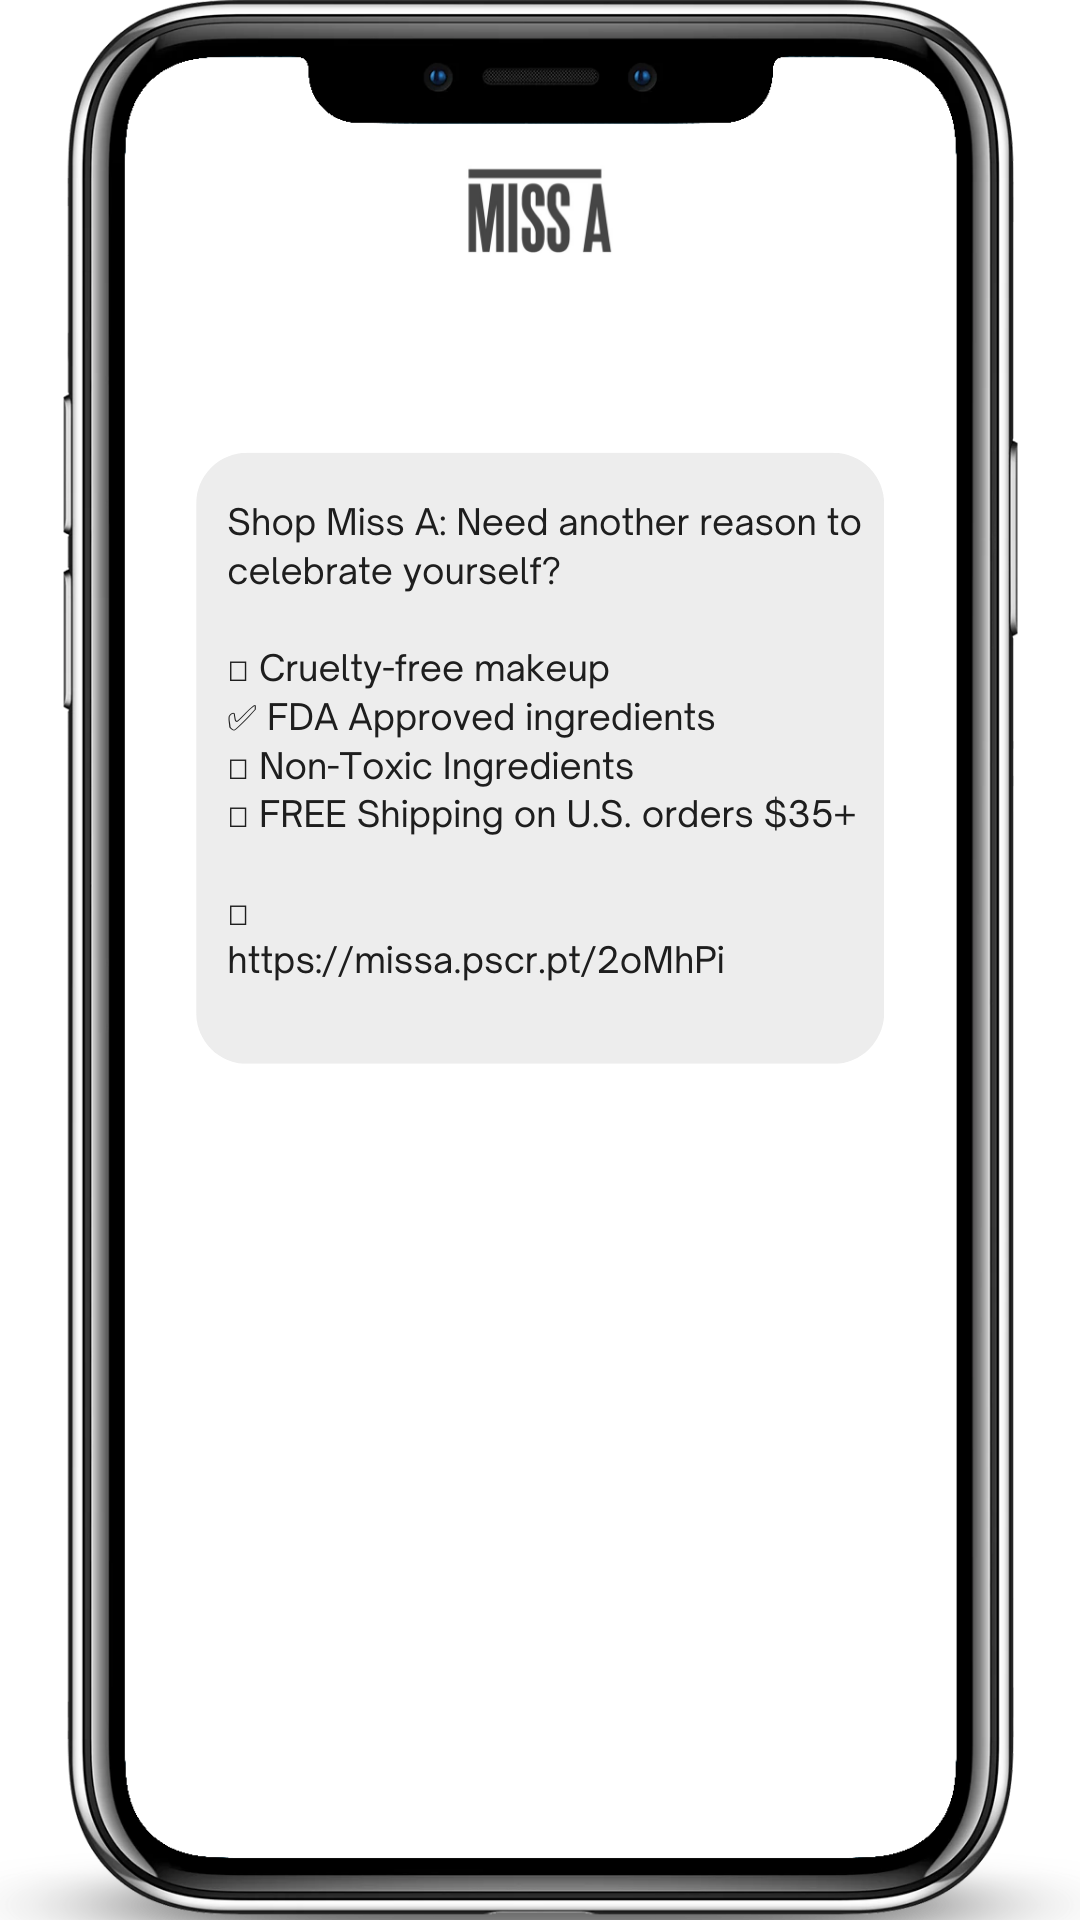 MISS A
Shop Miss A: Need another reason to
celebrate yourself?
□ Cruelty-free makeup
✅ FDA Approved ingredients
□ Non-Toxic Ingredients
□ FREE Shipping on U.S. orders $35+
□
https://missa.pscr.pt/2oMhPi